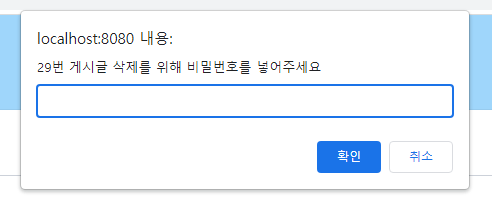 localhost:8080 내용:
29번 게시글 삭제를 위해 비밀번호를 넣어주세요
확인 취소